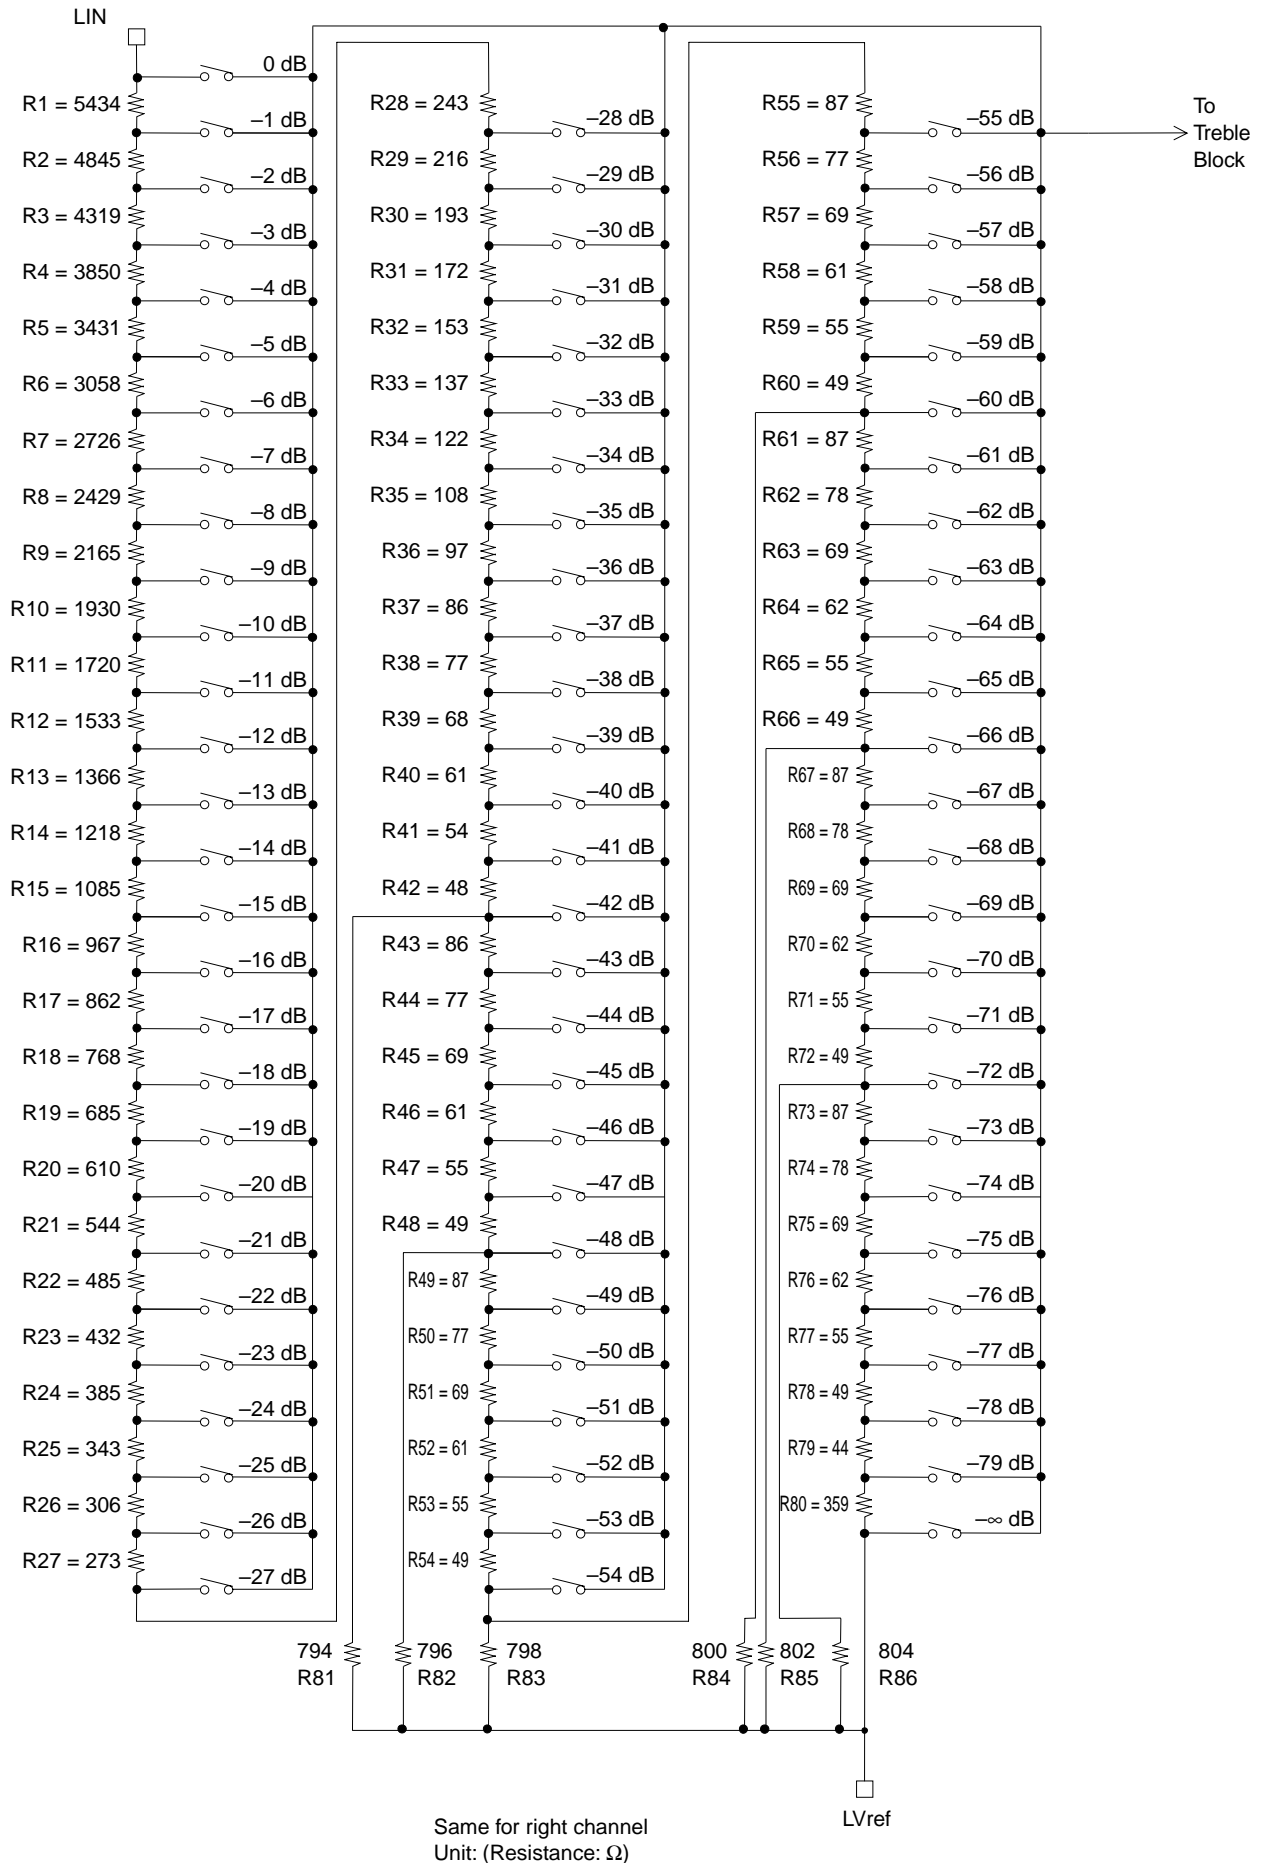 LIN
0 dB
R1 = 5434
–1 dB
R2 = 4845
–2 dB
R3 = 4319
–3 dB
R4 = 3850
–4 dB
R5 = 3431
–5 dB
R6 = 3058
–6 dB
R7 = 2726
–7 dB
R8 = 2429
–8 dB
R9 = 2165
–9 dB
R10 = 1930
–10 dB
R11 = 1720
–11 dB
R12 = 1533
–12 dB
R13 = 1366
–13 dB
R14 = 1218
–14 dB
R15 = 1085
–15 dB
R16 = 967
–16 dB
R17 = 862
–17 dB
R18 = 768
–18 dB
R19 = 685
–19 dB
R20 = 610
–20 dB
R21 = 544
–21 dB
R22 = 485
–22 dB
R23 = 432
–23 dB
R24 = 385
–24 dB
R25 = 343
–25 dB
R26 = 306
–26 dB
R27 = 273
–27 dB
R28 = 243
–28 dB
R29 = 216
–29 dB
R30 = 193
–30 dB
R31 = 172
–31 dB
R32 = 153
–32 dB
R33 = 137
–33 dB
R34 = 122
–34 dB
R35 = 108
–35 dB
R36 = 97
–36 dB
R37 = 86
–37 dB
R38 = 77
–38 dB
R39 = 68
–39 dB
R40 = 61
–40 dB
R41 = 54
–41 dB
R42 = 48
–42 dB
R43 = 86
–43 dB
R44 = 77
–44 dB
R45 = 69
–45 dB
R46 = 61
–46 dB
R47 = 55
–47 dB
R48 = 49
–48 dB
R49 = 87
–49 dB
R50 = 77
–50 dB
R51 = 69
–51 dB
R52 = 61
–52 dB
R53 = 55
–53 dB
R54 = 49
–54 dB
R55 = 87
–55 dB
R56 = 77
–56 dB
R57 = 69
–57 dB
R58 = 61
–58 dB
R59 = 55
–59 dB
R60 = 49
–60 dB
R61 = 87
–61 dB
R62 = 78
–62 dB
R63 = 69
–63 dB
R64 = 62
–64 dB
R65 = 55
–65 dB
R66 = 49
–66 dB
R67 = 87
–67 dB
R68 = 78
–68 dB
R69 = 69
–69 dB
R70 = 62
–70 dB
R71 = 55
–71 dB
R72 = 49
–72 dB
R73 = 87
–73 dB
R74 = 78
–74 dB
R75 = 69
–75 dB
R76 = 62
–76 dB
R77 = 55
–77 dB
R78 = 49
–78 dB
R79 = 44
–79 dB
R80 = 359
–∞ dB
To
Treble
Block
794
R81
796
R82
798
R83
800
R84
802
R85
804
R86
LVref
Same for right channel
Unit: (Resistance: Ω)